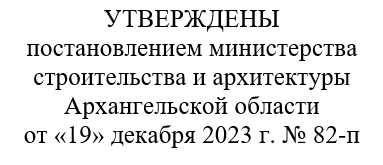 УТВЕРЖДЕНЫ
постановлением министерства
строительства и архитектуры
Архангельской области
от «19» декабря 2023 г. № 82-п